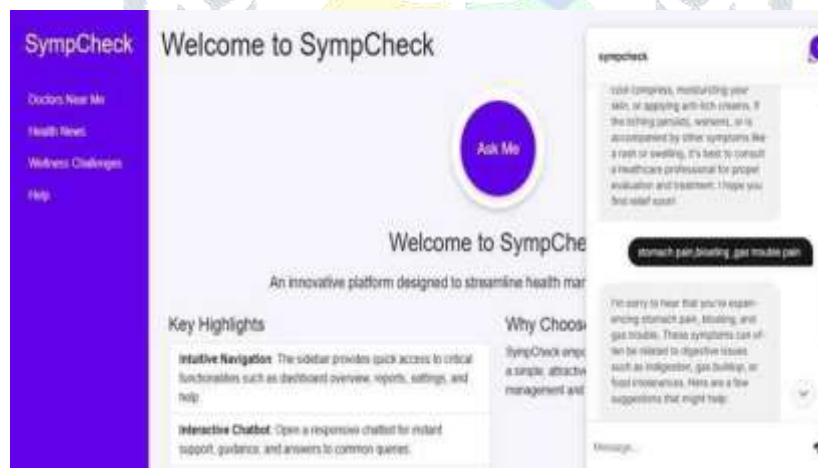 SympCheck
Doctors Near Me
Health News
Wellness Challenges
Help
Welcome to SympCheck
Ask Me
Welcome to SympChe
An innovative platform designed to streamline health mar
Key Highlights
Intuitive Navigation: The sidebar provides quick access to critical
functionalities such as dashboard overview, reports, settings, and
help.
Interactive Chatbot: Open a responsive chatbot for instant
support, guidance, and answers to common queries.
Why Choos
SympCheck empo
a simple, attractive
management and
sympcheck
cool compress, moisturizing your
skin, or applying anti-itch creams. If
the itching persists, worsens, or is
accompanied by other symptoms like
a rash or swelling, it's best to consult
a healthcare professional for proper
evaluation and treatment. I hope you
find relief soon!
stomach pain,bloating ,gas trouble pain
I'm sorry to hear that you're experi-
encing stomach pain, bloating, and
gas trouble. These symptoms can of-
ten be related to digestive issues
such as indigestion, gas buildup, or
food intolerances. Here are a few
suggestions that might help:
Message...